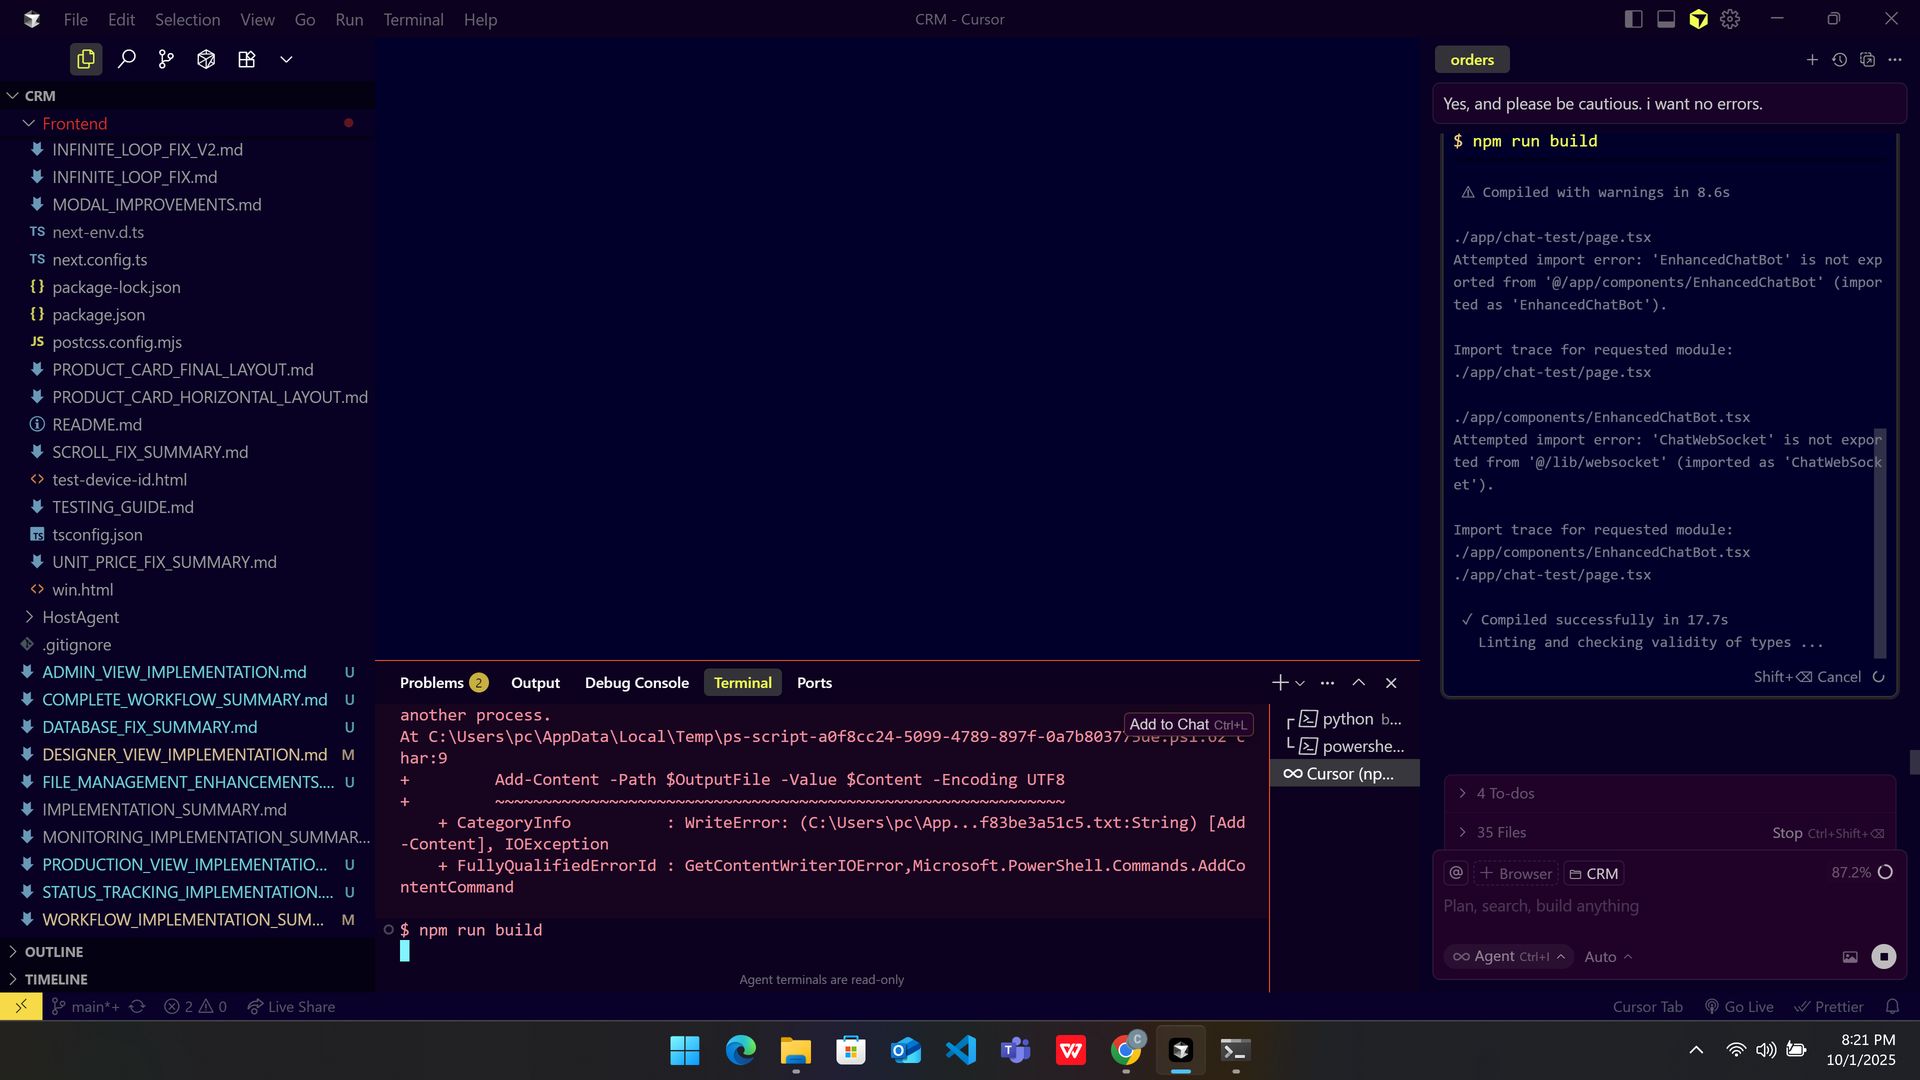 File Edit Selection View Go Run Terminal Help
CRM - Cursor
CRM
Frontend
INFINITE_LOOP_FIX_V2.md
INFINITE_LOOP_FIX.md
MODAL_IMPROVEMENTS.md
TS next-env.d.ts
TS next.config.ts
{} package-lock.json
{} package.json
JS postcss.config.mjs
PRODUCT_CARD_FINAL_LAYOUT.md
PRODUCT_CARD_HORIZONTAL_LAYOUT.md
README.md
SCROLL_FIX_SUMMARY.md
<> test-device-id.html
TESTING_GUIDE.md
TS tsconfig.json
UNIT_PRICE_FIX_SUMMARY.md
<> win.html
HostAgent
.gitignore
ADMIN_VIEW_IMPLEMENTATION.md U
COMPLETE_WORKFLOW_SUMMARY.md U
DATABASE_FIX_SUMMARY.md U
DESIGNER_VIEW_IMPLEMENTATION.md M
FILE_MANAGEMENT_ENHANCEMENTS.... U
IMPLEMENTATION_SUMMARY.md
MONITORING_IMPLEMENTATION_SUMMAR...
PRODUCTION_VIEW_IMPLEMENTATIO... U
STATUS_TRACKING_IMPLEMENTATION.... U
WORKFLOW_IMPLEMENTATION_SUM... M
OUTLINE
TIMELINE
Problems 2 Output Debug Console Terminal Ports
another process.
Add to Chat Ctrl+L
At C:\Users\pc\AppData\Local\Temp\ps-script-a0f8cc24-5099-4789-897f-0a7b80377
har:9
+         Add-Content -Path $OutputFile -Value $Content -Encoding UTF8
+         ~~~~~~~~~~~~~~~~~~~~~~~~~~~~~~~~~~~~~~~~~~~~~~~~~~~~~~~~~~~~
    + CategoryInfo          : WriteError: (C:\Users\pc\App...f83be3a51c5.txt:String) [Add
-Content], IOException
    + FullyQualifiedErrorId : GetContentWriterIOError,Microsoft.PowerShell.Commands.AddCo
ntentCommand
$ npm run build
Agent terminals are read-only
python b...
powershe...
Cursor (np...
orders
Yes, and please be cautious. i want no errors.
$ npm run build
⚠ Compiled with warnings in 8.6s
./app/chat-test/page.tsx
Attempted import error: 'EnhancedChatBot' is not exp
orted from '@/app/components/EnhancedChatBot' (impor
ted as 'EnhancedChatBot').
Import trace for requested module:
./app/chat-test/page.tsx
./app/components/EnhancedChatBot.tsx
Attempted import error: 'ChatWebSocket' is not expor
ted from '@/lib/websocket' (imported as 'ChatWebSock
et').
Import trace for requested module:
./app/components/EnhancedChatBot.tsx
./app/chat-test/page.tsx
✓ Compiled successfully in 17.7s
Linting and checking validity of types ...
Shift+⌫ Cancel
4 To-dos
35 Files Stop Ctrl+Shift+⌫
@ + Browser CRM 87.2%
Plan, search, build anything
∞ Agent Ctrl+I Auto
main*+ 2 0 Live Share
Cursor Tab Go Live Prettier
8:21 PM
10/1/2025